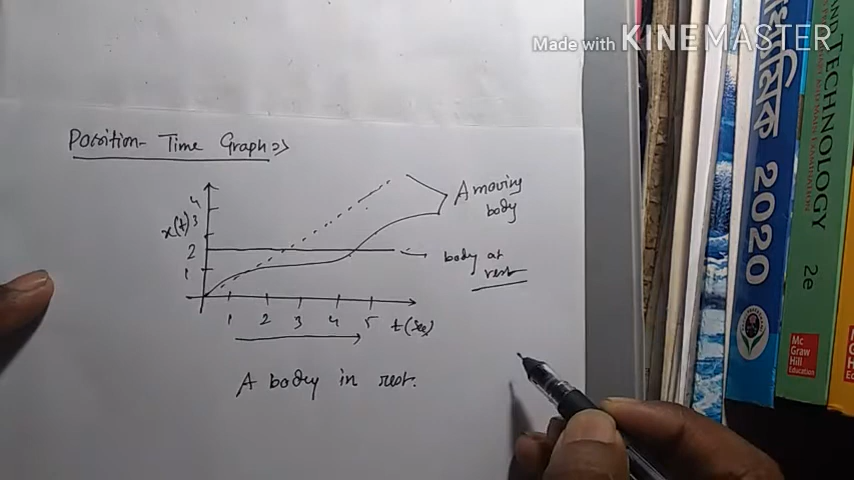 Made with KINEMASTER
Position- Time Graph =>
x(t)
4
3
2
1
1 2 3 4 5 t (sec)
A moving
body
body at
rest
A body in rest.
2020
TECHNOLOGY
2e
Mc
Graw
Hill
Education